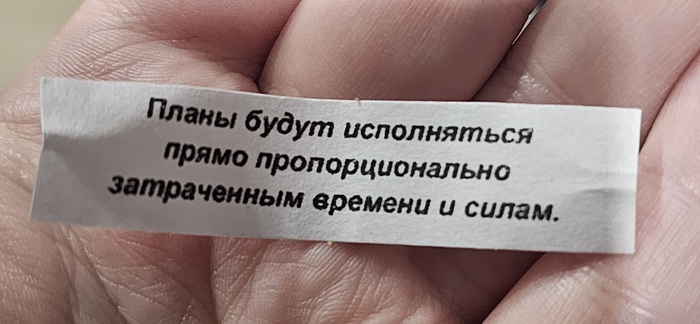 Планы будут исполняться
прямо пропорционально
затраченным времени и силам.